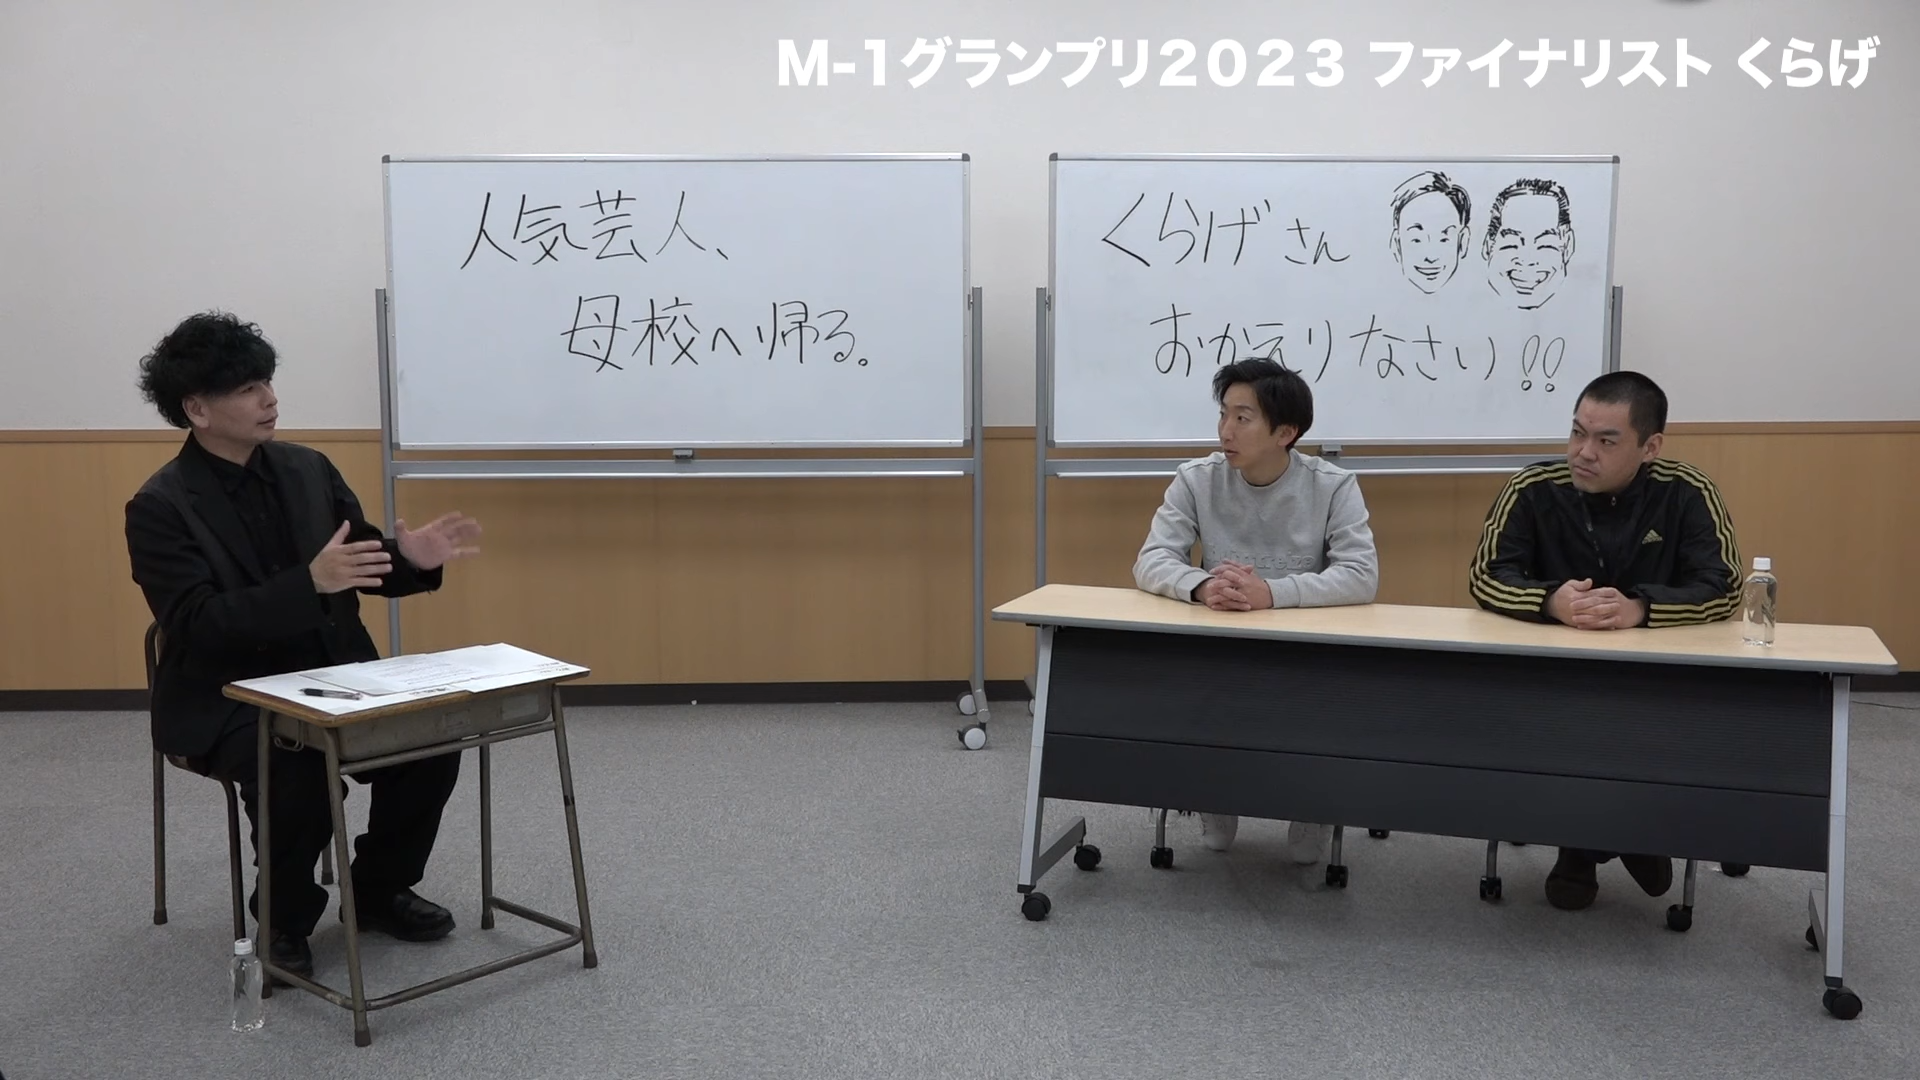 M-1グランプリ2023 ファイナリスト くらげ
人気芸人、
母校へ帰る。
くらげさん
おかえりなさい!!
adidas